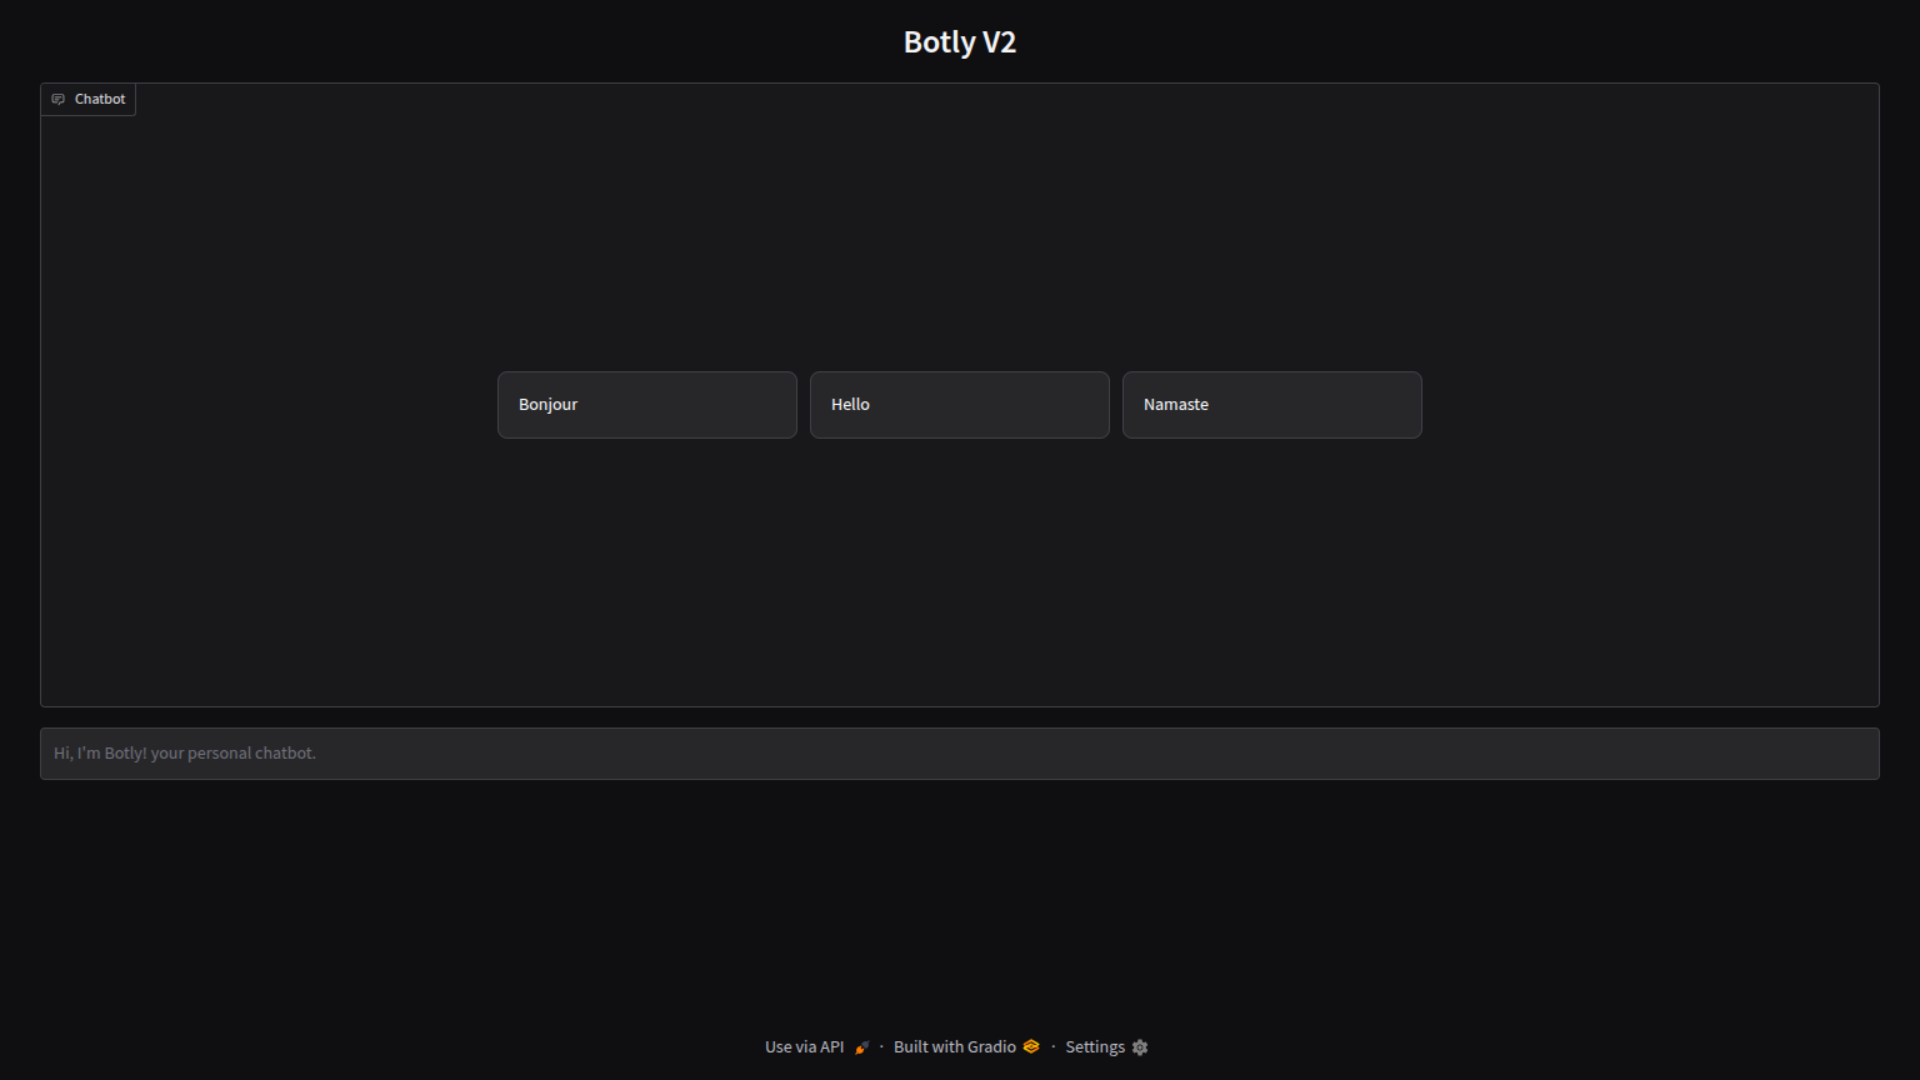 Botly V2
Chatbot
Bonjour
Hello
Namaste
Hi, I'm Botly! your personal chatbot.
Use via API · Built with Gradio · Settings